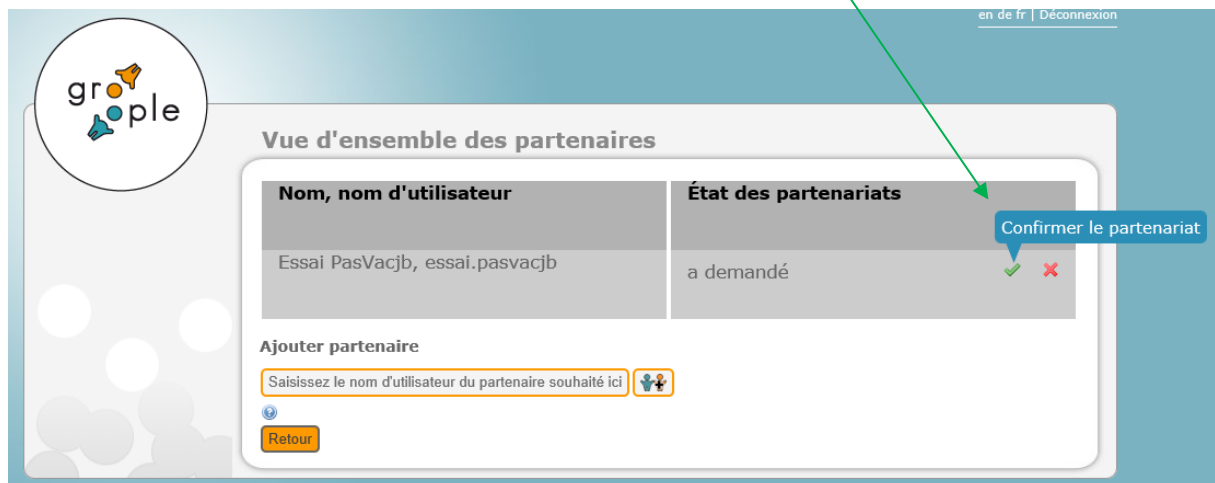 en de fr | Déconnexion
grople
Vue d'ensemble des partenaires
Nom, nom d'utilisateur
État des partenariats
Confirmer le partenariat
Essai PasVacjb, essai.pasvacjb
a demandé
Ajouter partenaire
Saisissez le nom d'utilisateur du partenaire souhaité ici
Retour